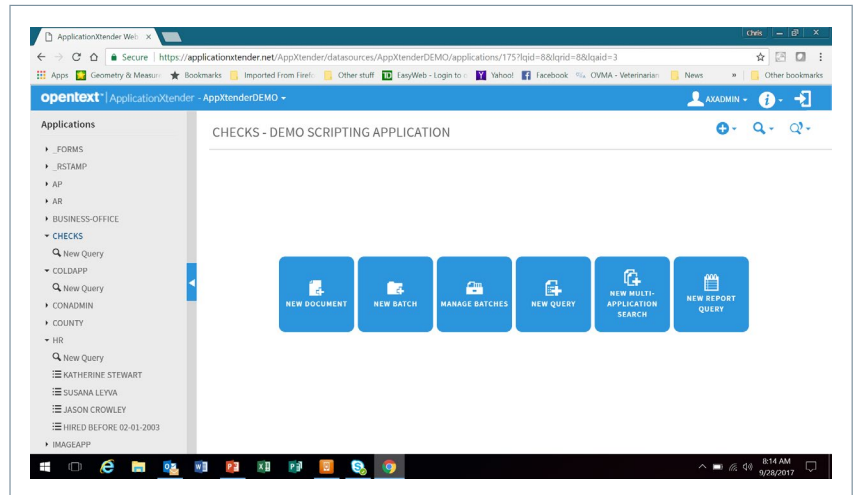 ApplicationXtender Web
Chris
Secure | https://applicationxtender.net/AppXtender/datasources/AppXtenderDEMO/applications/175?lqid=8&lqrid=8&lqaid=3
Apps Geometry & Measure Bookmarks Imported From Firefo Other stuff EasyWeb - Login to Yahoo! Facebook OVMA - Veterinarian News » Other bookmarks
opentext™ | ApplicationXtender - AppXtenderDEMO
AXADMIN
Applications
CHECKS - DEMO SCRIPTING APPLICATION
_FORMS
_RSTAMP
AP
AR
BUSINESS-OFFICE
CHECKS
New Query
COLDAPP
New Query
CONADMIN
COUNTY
HR
New Query
KATHERINE STEWART
SUSANA LEYVA
JASON CROWLEY
HIRED BEFORE 02-01-2003
IMAGEAPP
NEW DOCUMENT
NEW BATCH
MANAGE BATCHES
NEW QUERY
NEW MULTI-
APPLICATION
SEARCH
NEW REPORT
QUERY
8:14 AM
9/28/2017